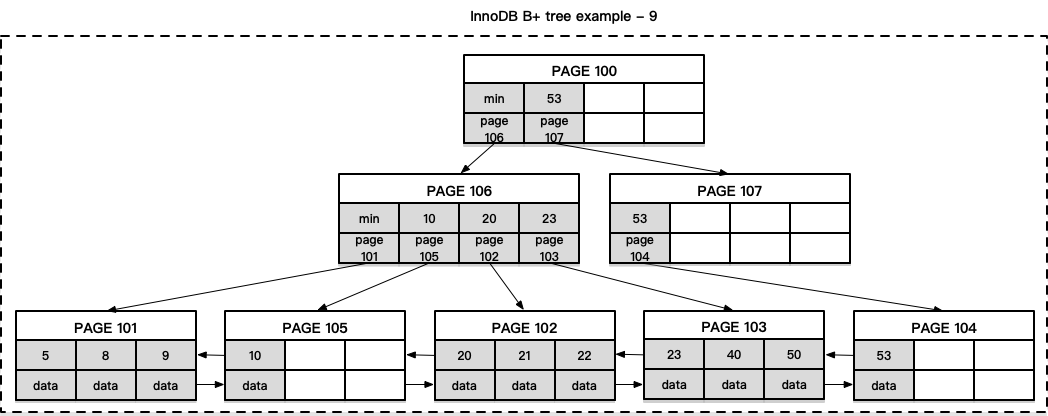 InnoDB B+ tree example – 9
PAGE 100
min 53
page 106 page 107
PAGE 106 PAGE 107
min 10 20 23 53
page 101 page 105 page 102 page 103 page 104
PAGE 101 PAGE 105 PAGE 102 PAGE 103 PAGE 104
5 8 9 10 20 21 22 23 40 50 53
data data data data data data data data data data data